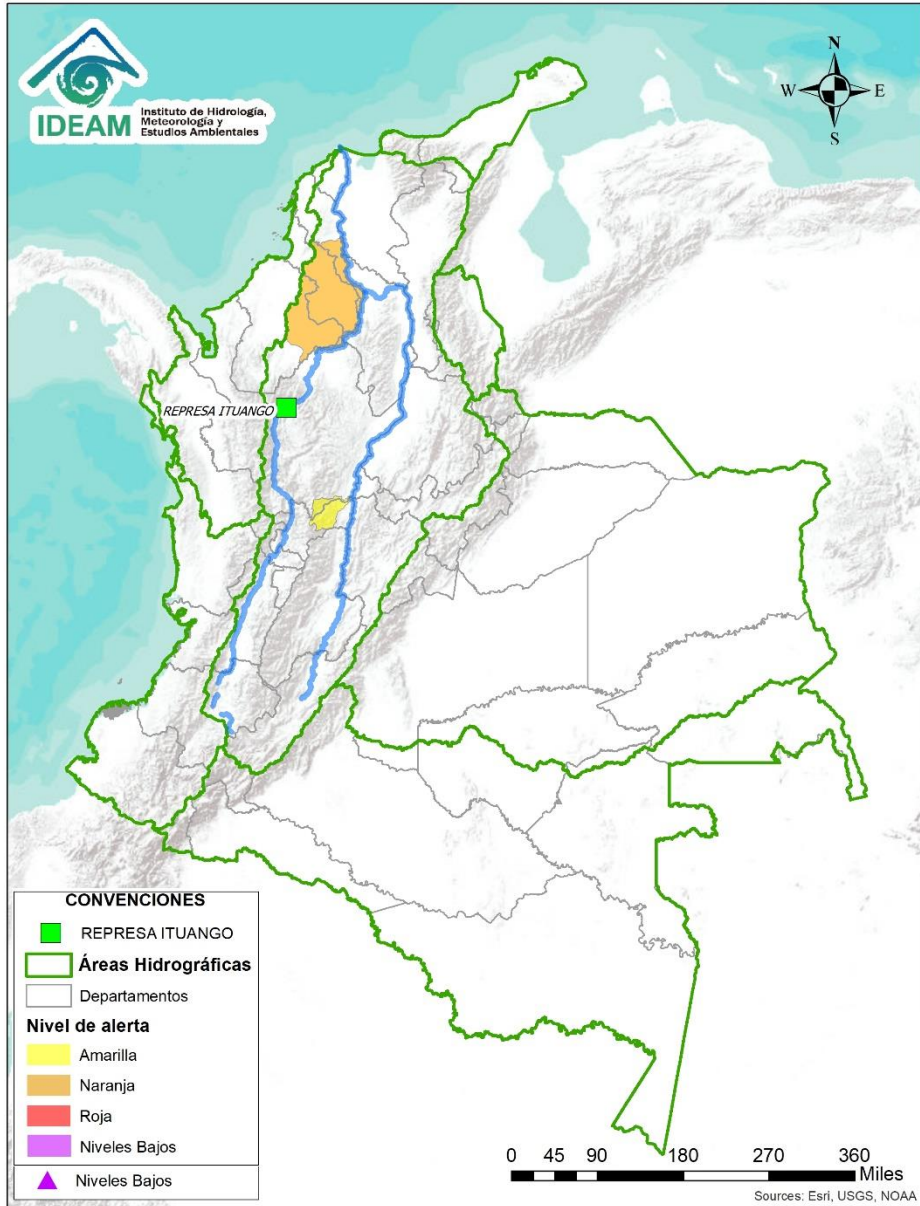 IDEAM
Instituto de Hidrología,
Meteorología y
Estudios Ambientales
N
W
E
S
REPRESA ITUANGO
CONVENCIONES
REPRESA ITUANGO
Áreas Hidrográficas
Departamentos
Nivel de alerta
Amarilla
Naranja
Roja
Niveles Bajos
Niveles Bajos
0 45 90 180 270 360
Miles
Sources: Esri, USGS, NOAA